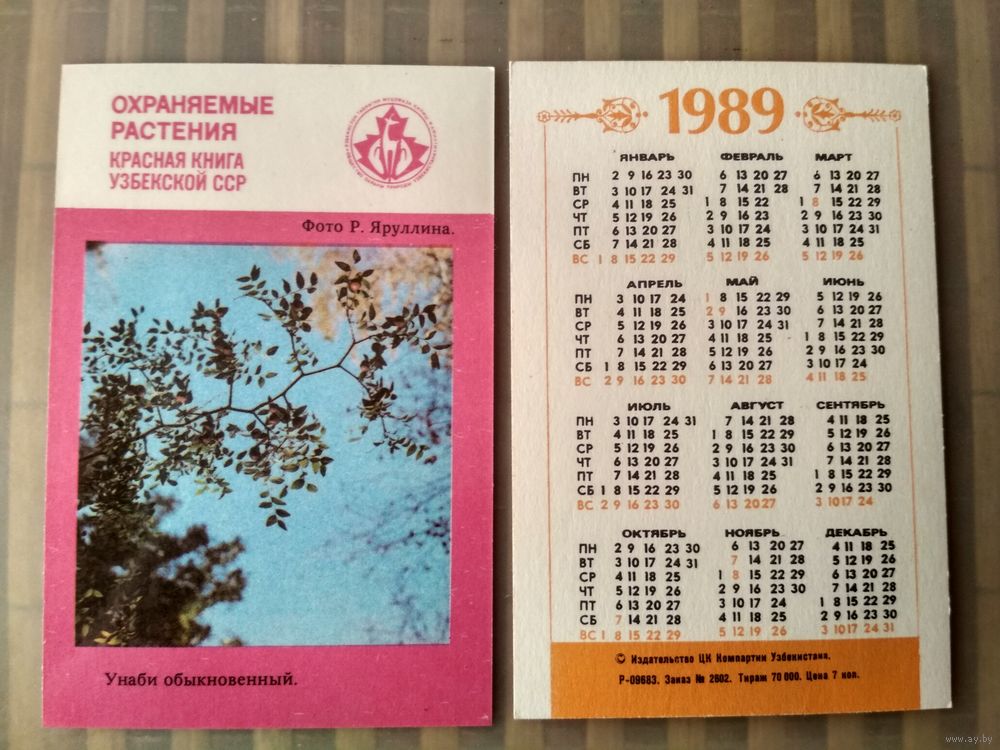 ОХРАНЯЕМЫЕ
РАСТЕНИЯ
КРАСНАЯ КНИГА
УЗБЕКСКОЙ ССР
Фото Р. Яруллина.
Унаби обыкновенный.
1989
ЯНВАРЬ ФЕВРАЛЬ МАРТ
ПН 2 9 16 23 30 6 13 20 27 6 13 20 27
ВТ 3 10 17 24 31 7 14 21 28 7 14 21 28
СР 4 11 18 25 1 8 15 22 1 8 15 22 29
ЧТ 5 12 19 26 2 9 16 23 2 9 16 23 30
ПТ 6 13 20 27 3 10 17 24 3 10 17 24 31
СБ 7 14 21 28 4 11 18 25 4 11 18 25
ВС 1 8 15 22 29 5 12 19 26 5 12 19 26
АПРЕЛЬ МАЙ ИЮНЬ
ПН 3 10 17 24 1 8 15 22 29 5 12 19 26
ВТ 4 11 18 25 2 9 16 23 30 6 13 20 27
СР 5 12 19 26 3 10 17 24 31 7 14 21 28
ЧТ 6 13 20 27 4 11 18 25 1 8 15 22 29
ПТ 7 14 21 28 5 12 19 26 2 9 16 23 30
СБ 1 8 15 22 29 6 13 20 27 3 10 17 24
ВС 2 9 16 23 30 7 14 21 28 4 11 18 25
ИЮЛЬ АВГУСТ СЕНТЯБРЬ
ПН 3 10 17 24 31 7 14 21 28 4 11 18 25
ВТ 4 11 18 25 1 8 15 22 29 5 12 19 26
СР 5 12 19 26 2 9 16 23 30 6 13 20 27
ЧТ 6 13 20 27 3 10 17 24 31 7 14 21 28
ПТ 7 14 21 28 4 11 18 25 1 8 15 22 29
СБ 1 8 15 22 29 5 12 19 26 2 9 16 23 30
ВС 2 9 16 23 30 6 13 20 27 3 10 17 24
ОКТЯБРЬ НОЯБРЬ ДЕКАБРЬ
ПН 2 9 16 23 30 6 13 20 27 4 11 18 25
ВТ 3 10 17 24 31 7 14 21 28 5 12 19 26
СР 4 11 18 25 1 8 15 22 29 6 13 20 27
ЧТ 5 12 19 26 2 9 16 23 30 7 14 21 28
ПТ 6 13 20 27 3 10 17 24 1 8 15 22 29
СБ 7 14 21 28 4 11 18 25 2 9 16 23 30
ВС 1 8 15 22 29 5 12 19 26 3 10 17 24 31
© Издательство ЦК Компартии Узбекистана.
Р-09683. Заказ № 2602. Тираж 70 000. Цена 7 коп.
www.ay.by